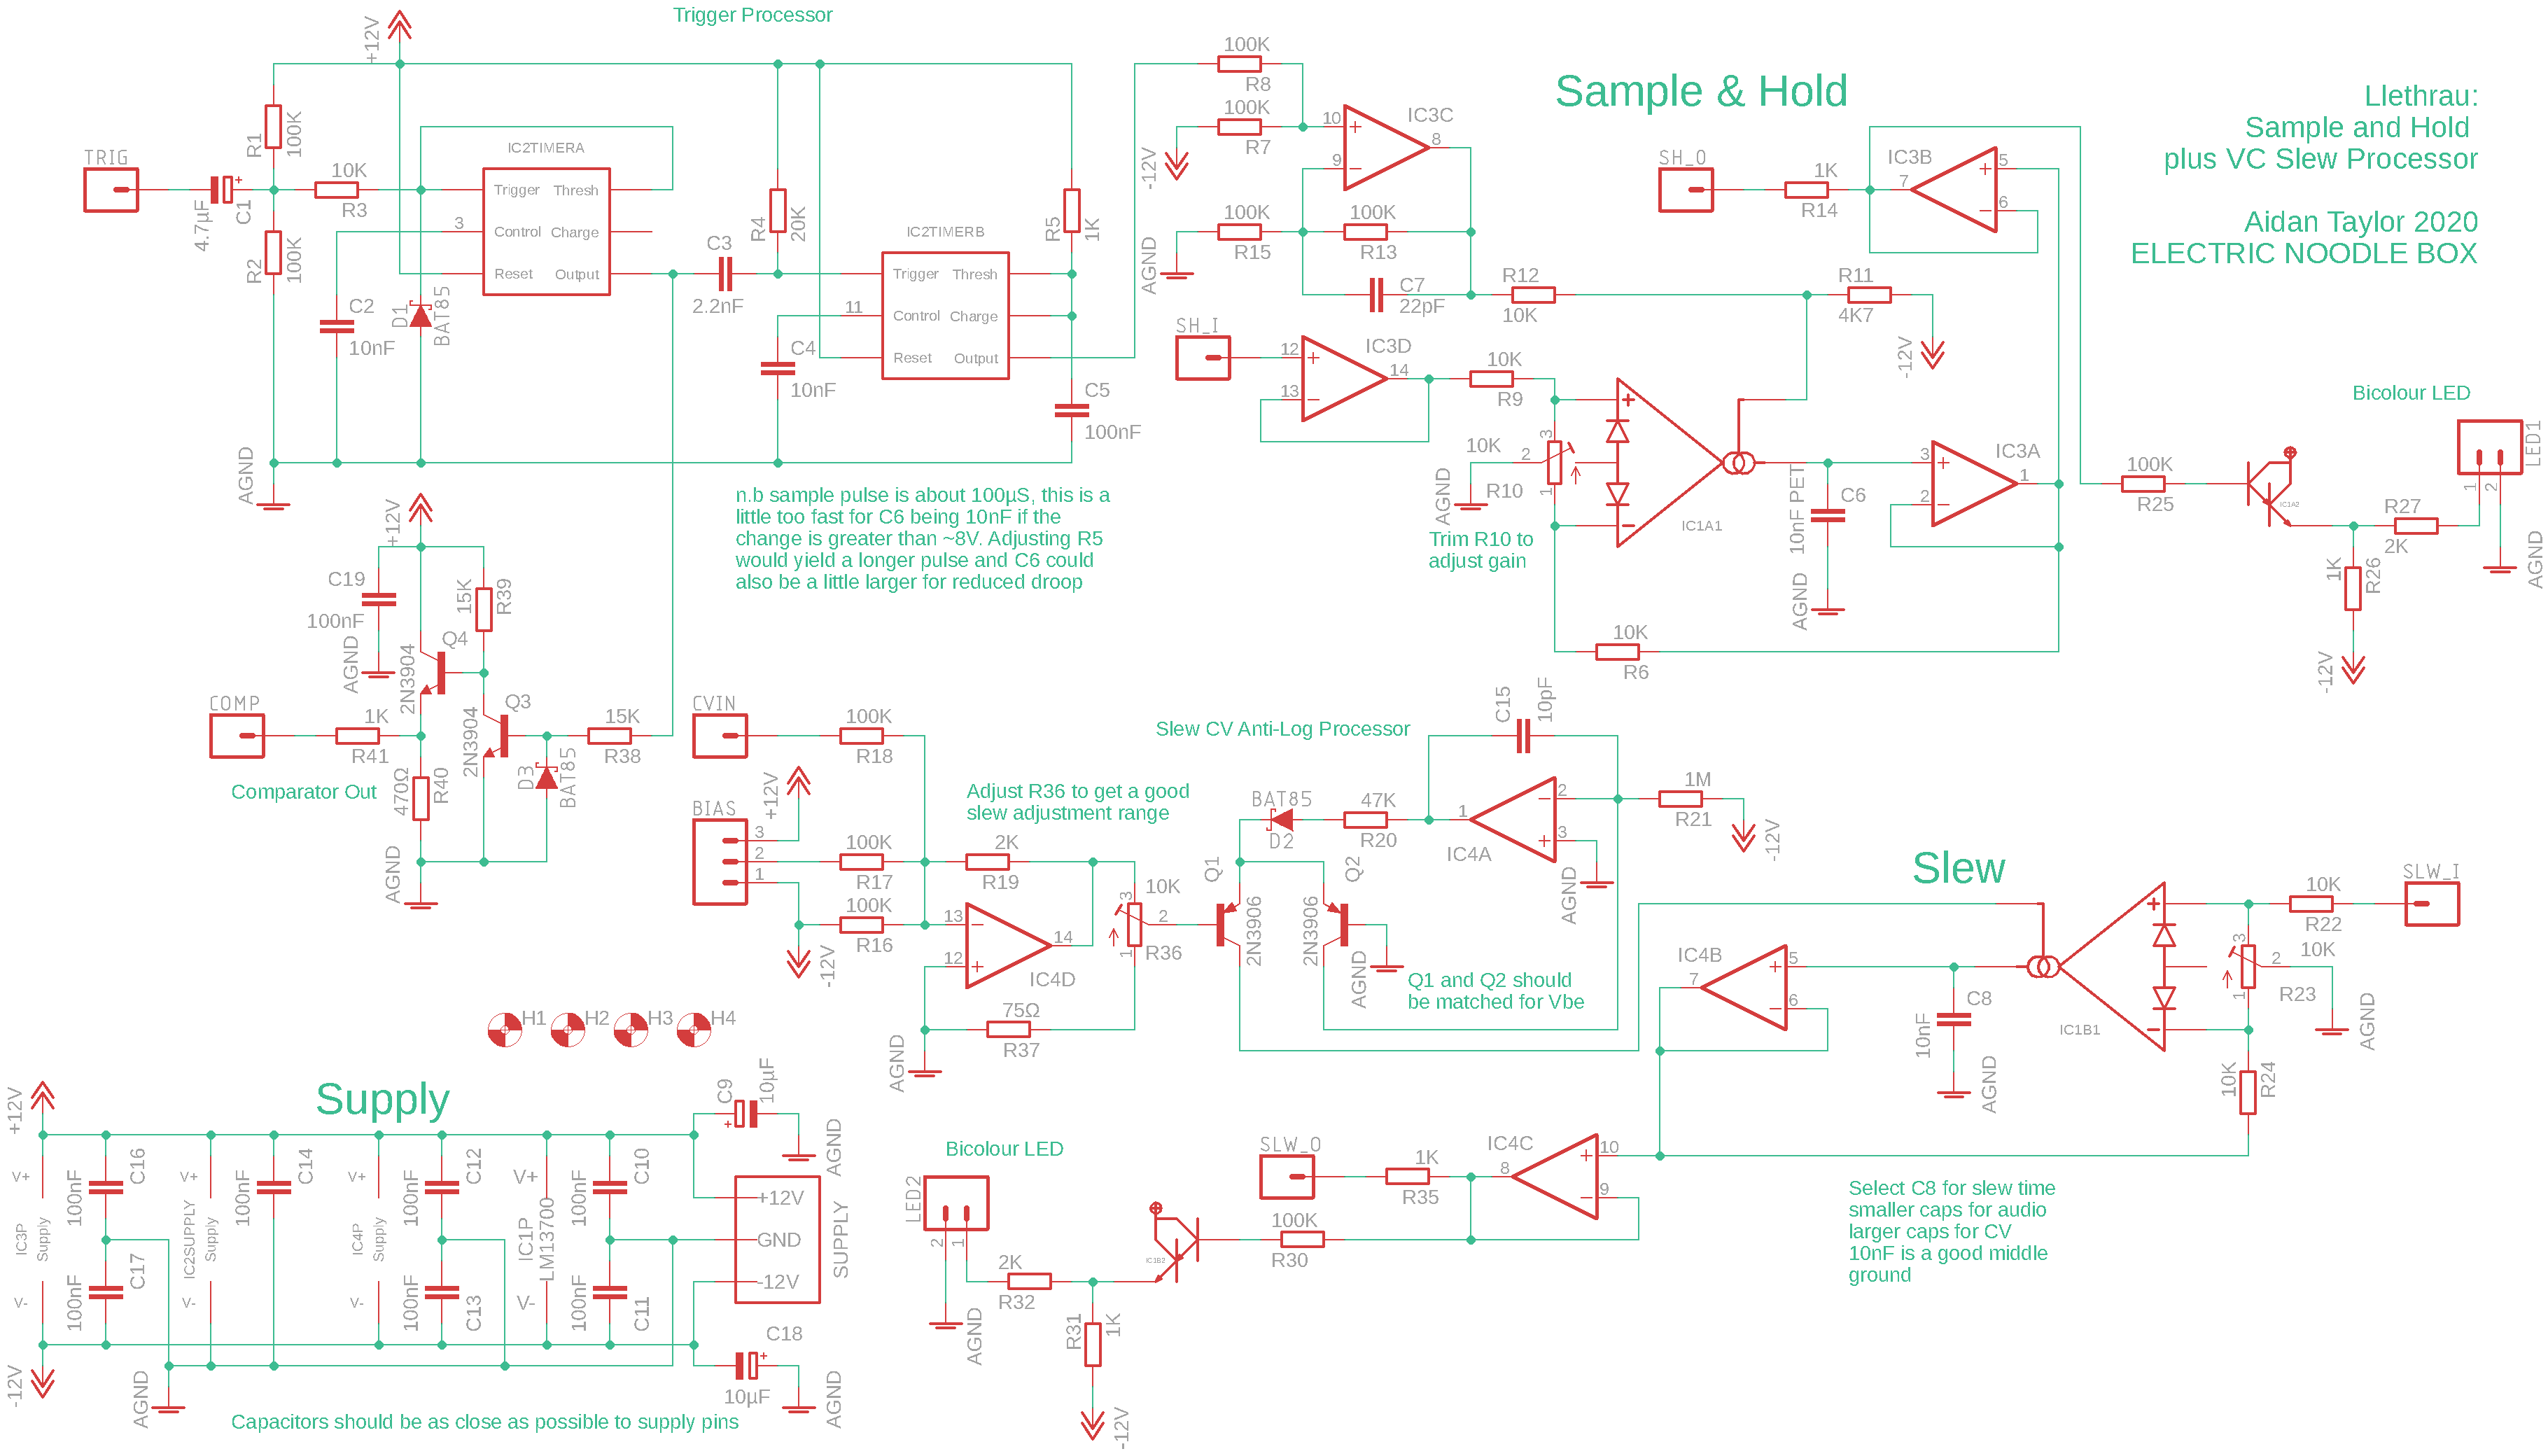 Trigger Processor
+12V
R1
100K
TRIG
4.7µF
+
C1
10K
R3
R2
100K
IC2TIMERA
Trigger
Thresh
3
Control
Charge
Reset
Output
C2
10nF
D1
BAT85
C3
2.2nF
R4
20K
IC2TIMERB
Trigger
Thresh
11
Control
Charge
Reset
Output
R5
1K
C4
10nF
C5
100nF
AGND
n.b sample pulse is about 100µS, this is a
little too fast for C6 being 10nF if the
change is greater than ~8V. Adjusting R5
would yield a longer pulse and C6 could
also be a little larger for reduced droop
Sample & Hold
Llethrau:
Sample and Hold
plus VC Slew Processor
Aidan Taylor 2020
ELECTRIC NOODLE BOX
100K
R8
100K
R7
-12V
10
+
9
−
IC3C
8
100K
R15
AGND
100K
R13
C7
22pF
R12
10K
R11
4K7
-12V
SH_O
1K
R14
IC3B
7
5
+
6
−
SH_I
12
+
13
−
IC3D
14
10K
R9
10K
R10
3
2
1
AGND
Trim R10 to
adjust gain
+
−
IC1A1
10nF PET
C6
AGND
3
+
2
−
IC3A
1
10K
R6
100K
R25
IC1A2
1K
R26
-12V
R27
2K
Bicolour LED
LED1
1
2
AGND
+12V
C19
100nF
AGND
15K
R39
Q4
2N3904
Q3
2N3904
COMP
1K
R41
470Ω
R40
D3
BAT85
15K
R38
Comparator Out
AGND
CVIN
100K
R18
BIAS
3
2
1
+12V
100K
R17
100K
R16
-12V
Adjust R36 to get a good
slew adjustment range
2K
R19
13
−
12
+
14
IC4D
75Ω
R37
AGND
10K
3
2
1
R36
Slew CV Anti-Log Processor
C15
10pF
BAT85
D2
47K
R20
1
IC4A
2
−
3
+
AGND
1M
R21
-12V
Q1
2N3906
Q2
2N3906
AGND
Q1 and Q2 should
be matched for Vbe
Slew
SLW_I
10K
R22
10K
3
2
1
R23
AGND
+
−
IC1B1
10K
R24
C8
10nF
AGND
IC4B
7
5
+
6
−
Select C8 for slew time
smaller caps for audio
larger caps for CV
10nF is a good middle
ground
IC4C
8
10
+
9
−
SLW_O
1K
R35
100K
R30
IC1B2
Bicolour LED
LED2
2
1
AGND
2K
R32
R31
1K
-12V
H1
H2
H3
H4
Supply
+12V
-12V
V+
IC3P
Supply
V-
100nF
C16
100nF
C17
V+
IC2SUPPLY
Supply
V-
100nF
C14
V+
IC4P
Supply
V-
100nF
C12
100nF
C13
V+
IC1P
LM13700
V-
100nF
C10
100nF
C11
C9
10µF
+
AGND
+12V
GND
-12V
SUPPLY
C18
+
10µF
AGND
AGND
Capacitors should be as close as possible to supply pins